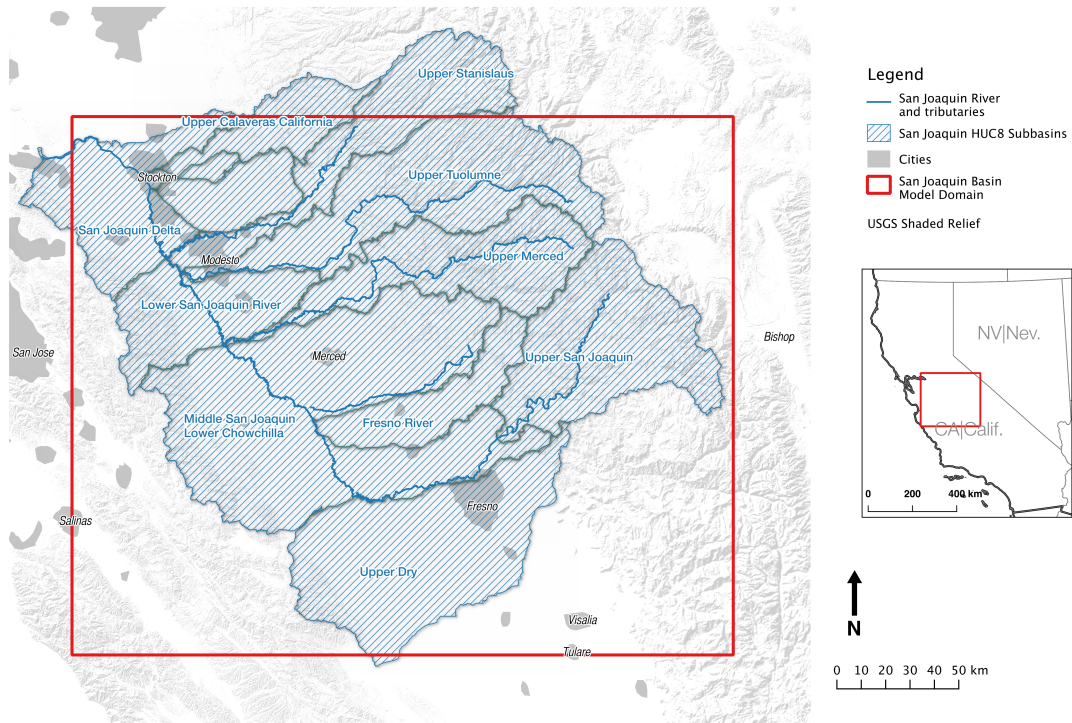 Upper Stanislaus
Upper Calaveras California
Stockton
Upper Tuolumne
San Joaquin Delta
Modesto
Upper Merced
Lower San Joaquin River
San Jose
Merced
Upper San Joaquin
Bishop
Middle San Joaquin
Lower Chowchilla
Fresno River
Salinas
Fresno
Upper Dry
Visalia
Tulare
Legend
San Joaquin River
and tributaries
San Joaquin HUC8 Subbasins
Cities
San Joaquin Basin
Model Domain
USGS Shaded Relief
NV|Nev.
CA|Calif.
0 200 400 km
N
0 10 20 30 40 50 km